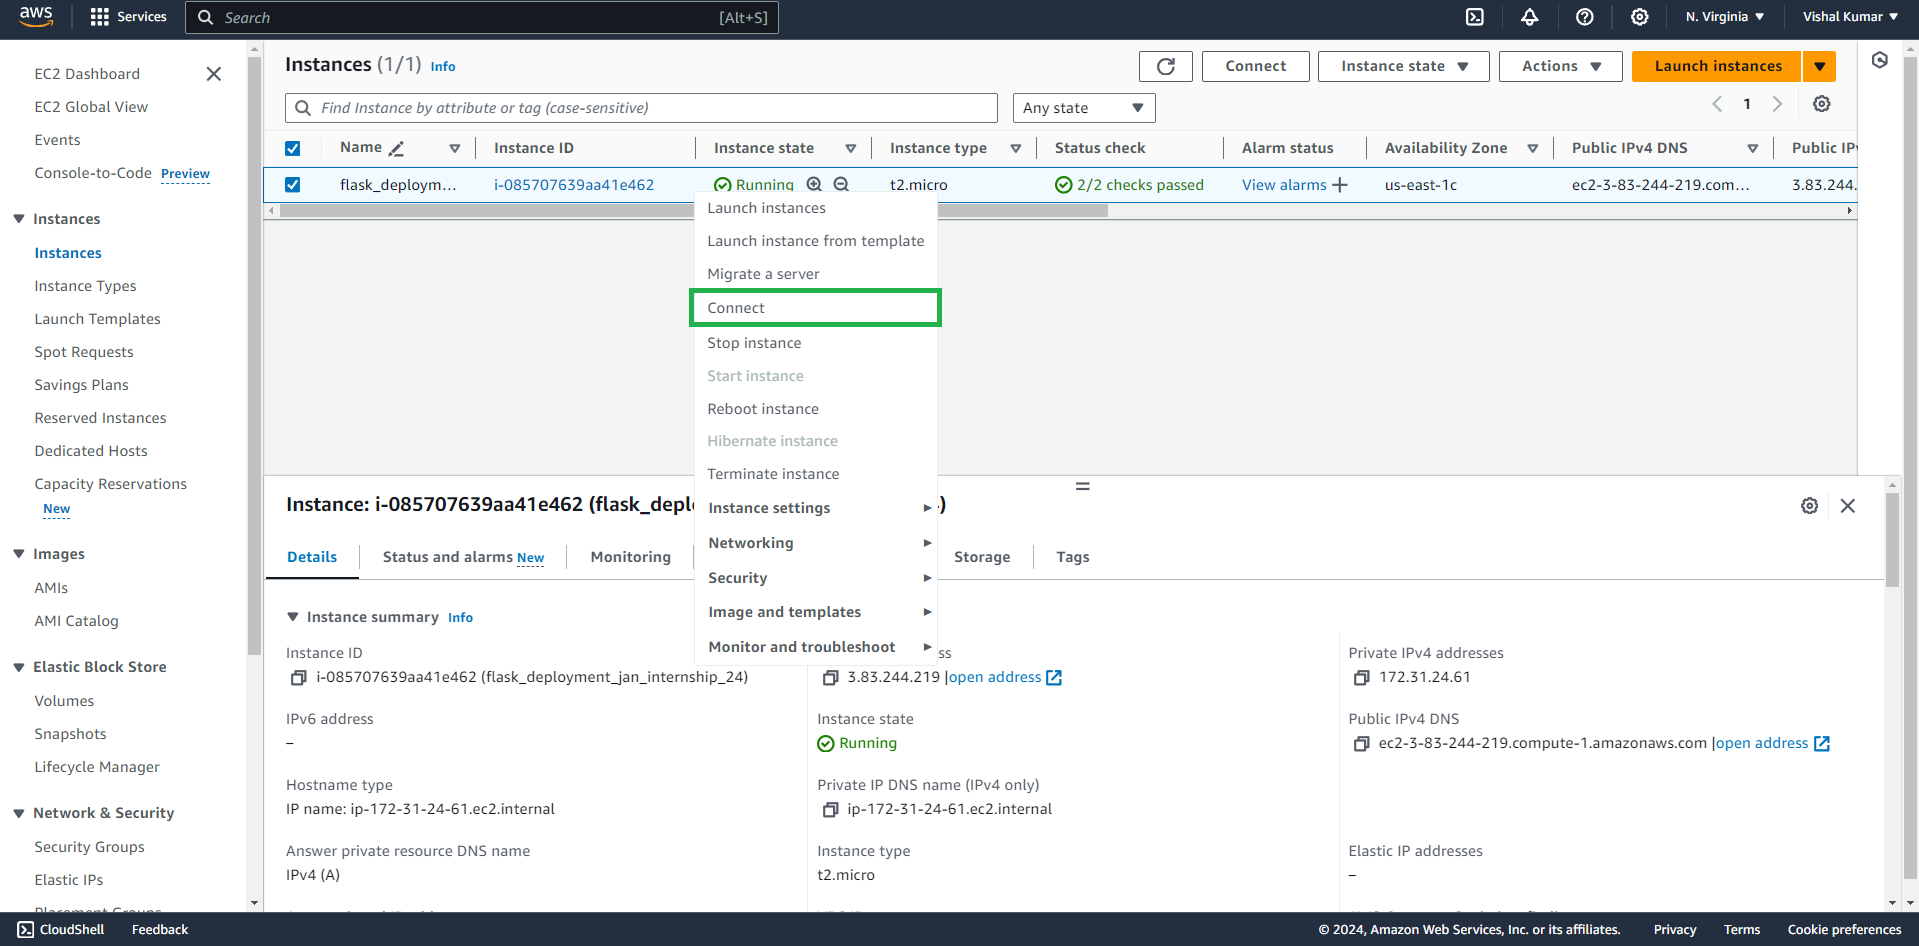 aws
Services
Search
[Alt+S]
N. Virginia
Vishal Kumar
EC2 Dashboard
EC2 Global View
Events
Console-to-Code Preview
Instances
Instances
Instance Types
Launch Templates
Spot Requests
Savings Plans
Reserved Instances
Dedicated Hosts
Capacity Reservations
New
Images
AMIs
AMI Catalog
Elastic Block Store
Volumes
Snapshots
Lifecycle Manager
Network & Security
Security Groups
Elastic IPs
Placement Groups
Instances (1/1) Info
Connect
Instance state
Actions
Launch instances
Find Instance by attribute or tag (case-sensitive)
Any state
1
Name
Instance ID
Instance state
Instance type
Status check
Alarm status
Availability Zone
Public IPv4 DNS
Public IP
flask_deploym...
i-085707639aa41e462
Running
t2.micro
2/2 checks passed
View alarms
us-east-1c
ec2-3-83-244-219.com...
3.83.244.
Launch instances
Launch instance from template
Migrate a server
Connect
Stop instance
Start instance
Reboot instance
Hibernate instance
Terminate instance
Instance settings
Networking
Security
Image and templates
Monitor and troubleshoot
Instance: i-085707639aa41e462 (flask_depl
)
Details
Status and alarms New
Monitoring
Storage
Tags
Instance summary Info
Instance ID
i-085707639aa41e462 (flask_deployment_jan_internship_24)
ss
3.83.244.219 |open address
Private IPv4 addresses
172.31.24.61
IPv6 address
–
Instance state
Running
Public IPv4 DNS
ec2-3-83-244-219.compute-1.amazonaws.com |open address
Hostname type
IP name: ip-172-31-24-61.ec2.internal
Private IP DNS name (IPv4 only)
ip-172-31-24-61.ec2.internal
Answer private resource DNS name
IPv4 (A)
Instance type
t2.micro
Elastic IP addresses
–
CloudShell
Feedback
© 2024, Amazon Web Services, Inc. or its affiliates.
Privacy
Terms
Cookie preferences